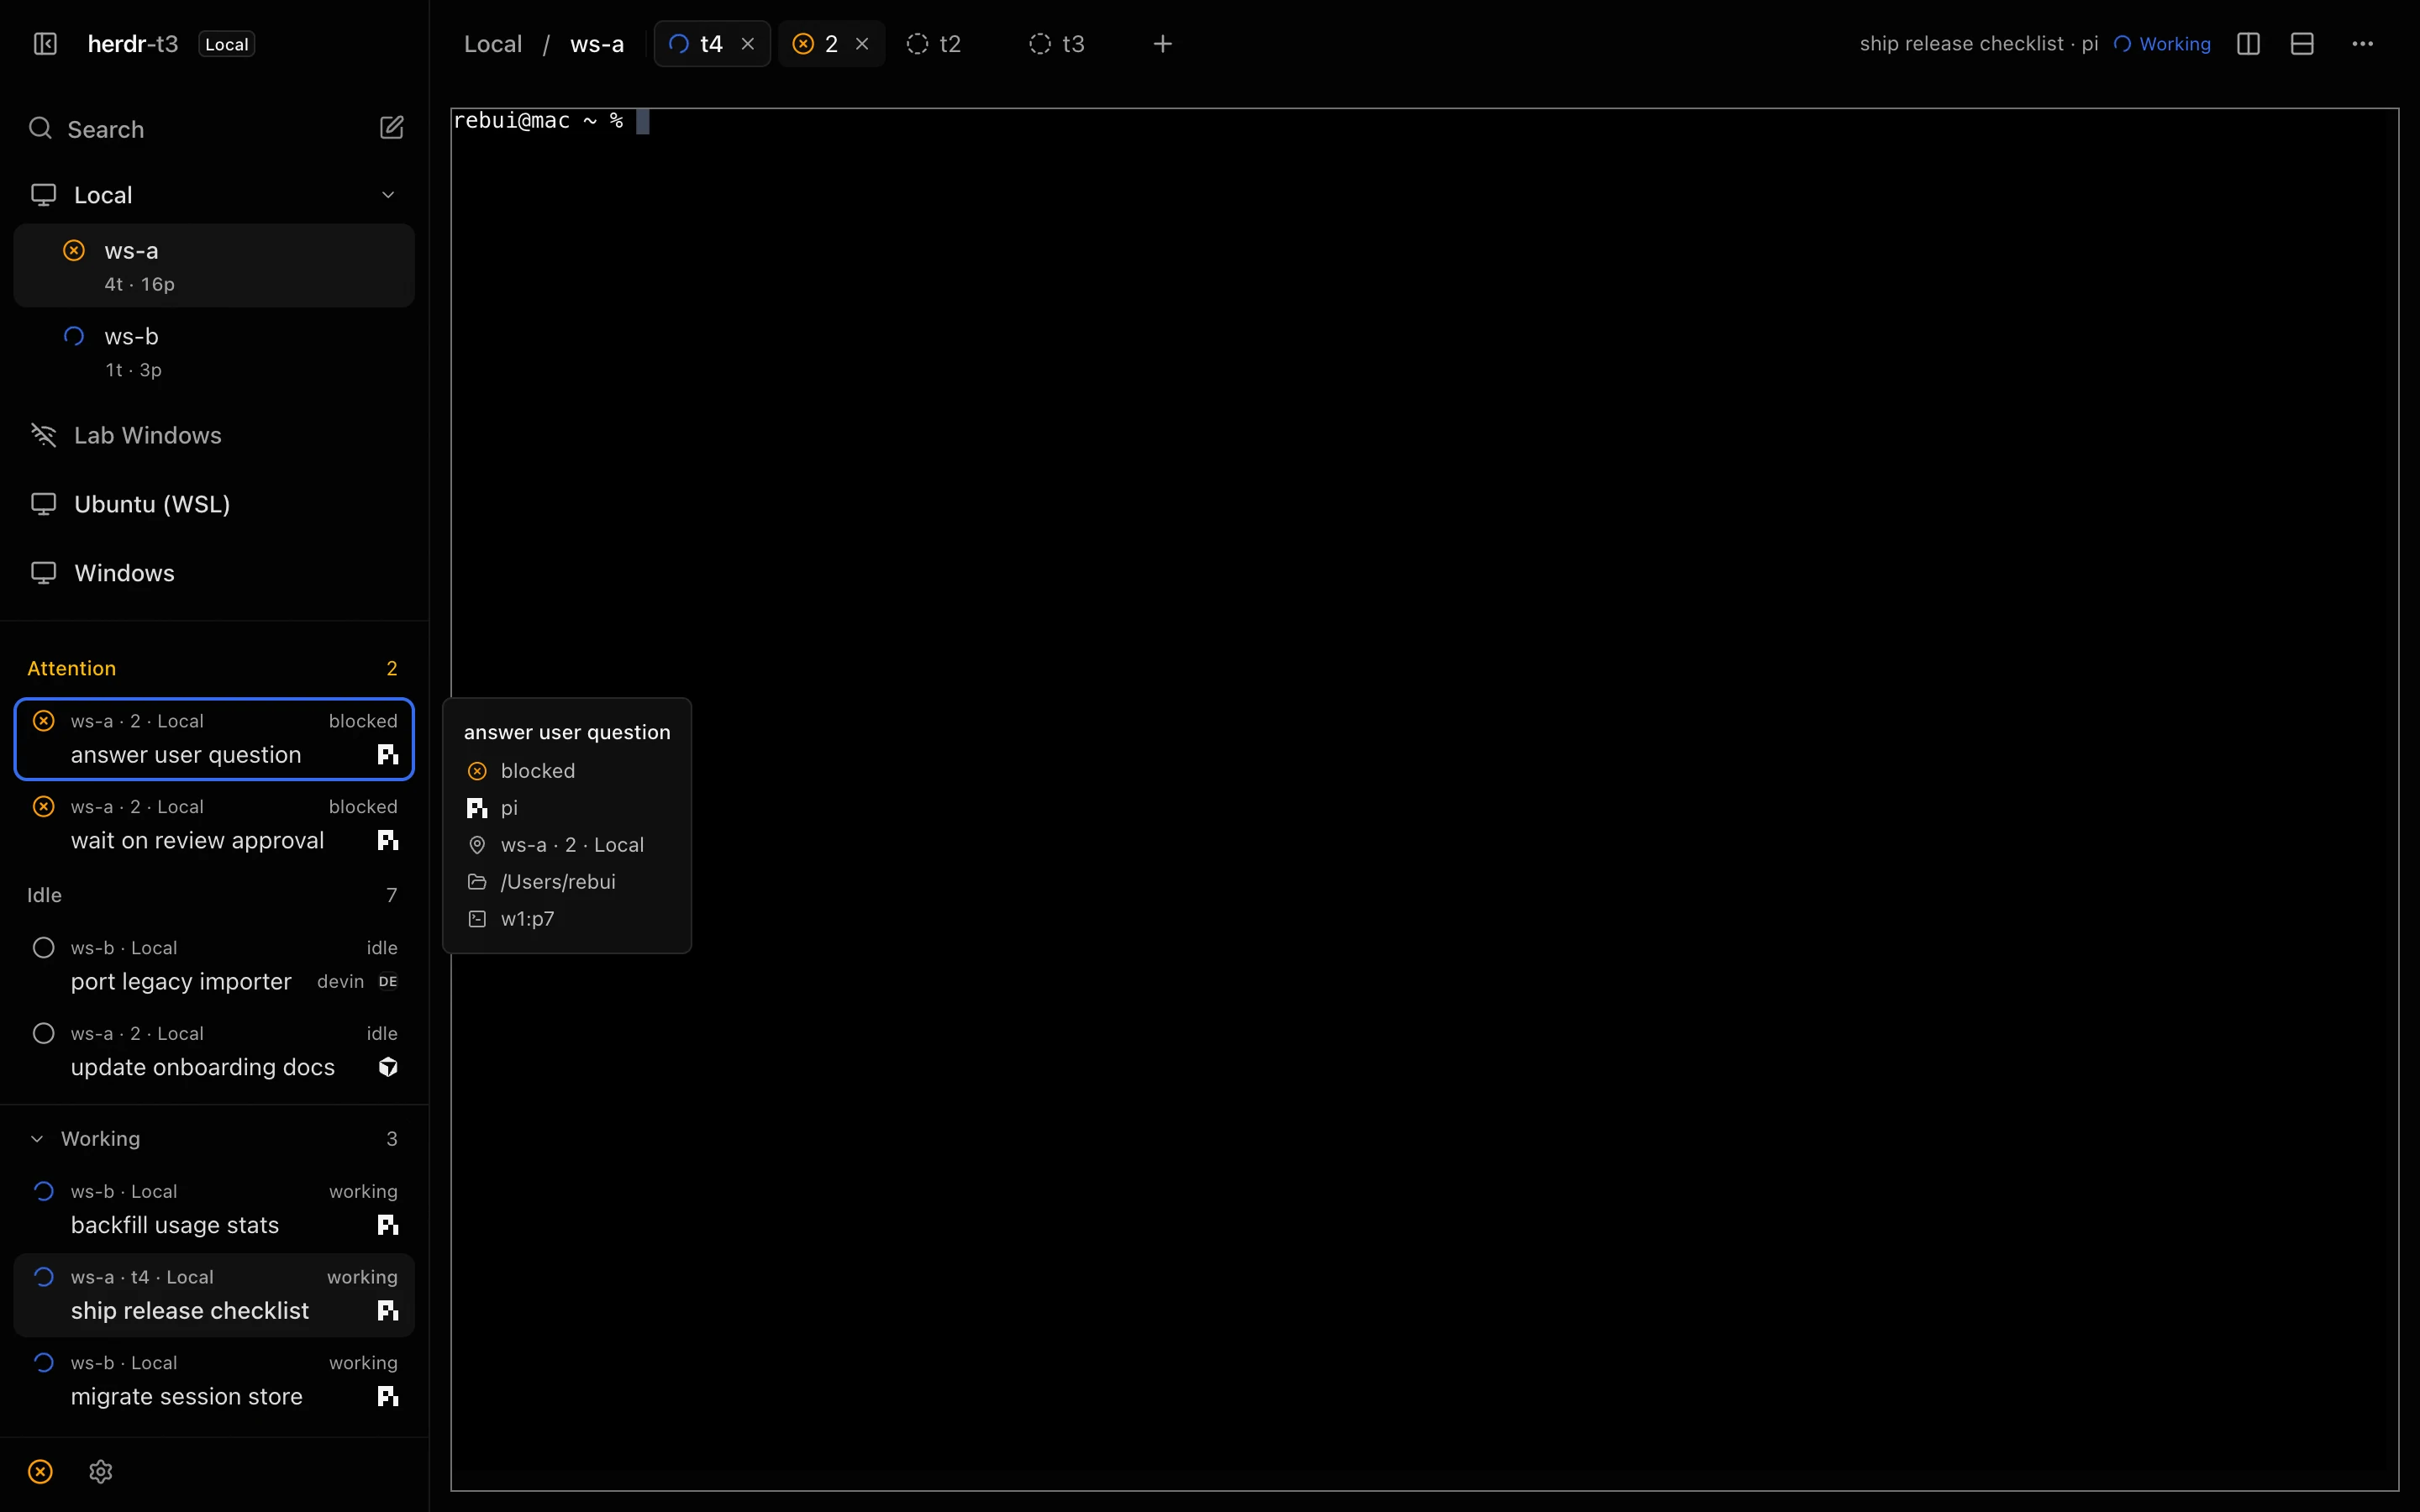 herdr-t3 Local
Search
Local
ws-a
4t · 16p
ws-b
1t · 3p
Lab Windows
Ubuntu (WSL)
Windows
Attention 2
ws-a · 2 · Local blocked
answer user question
ws-a · 2 · Local blocked
wait on review approval
Idle 7
ws-b · Local idle
port legacy importer devin DE
ws-a · 2 · Local idle
update onboarding docs
Working 3
ws-b · Local working
backfill usage stats
ws-a · t4 · Local working
ship release checklist
ws-b · Local working
migrate session store
Local / ws-a t4 2 t2 t3
ship release checklist · pi Working
rebui@mac ~ %
answer user question
blocked
pi
ws-a · 2 · Local
/Users/rebui
w1:p7